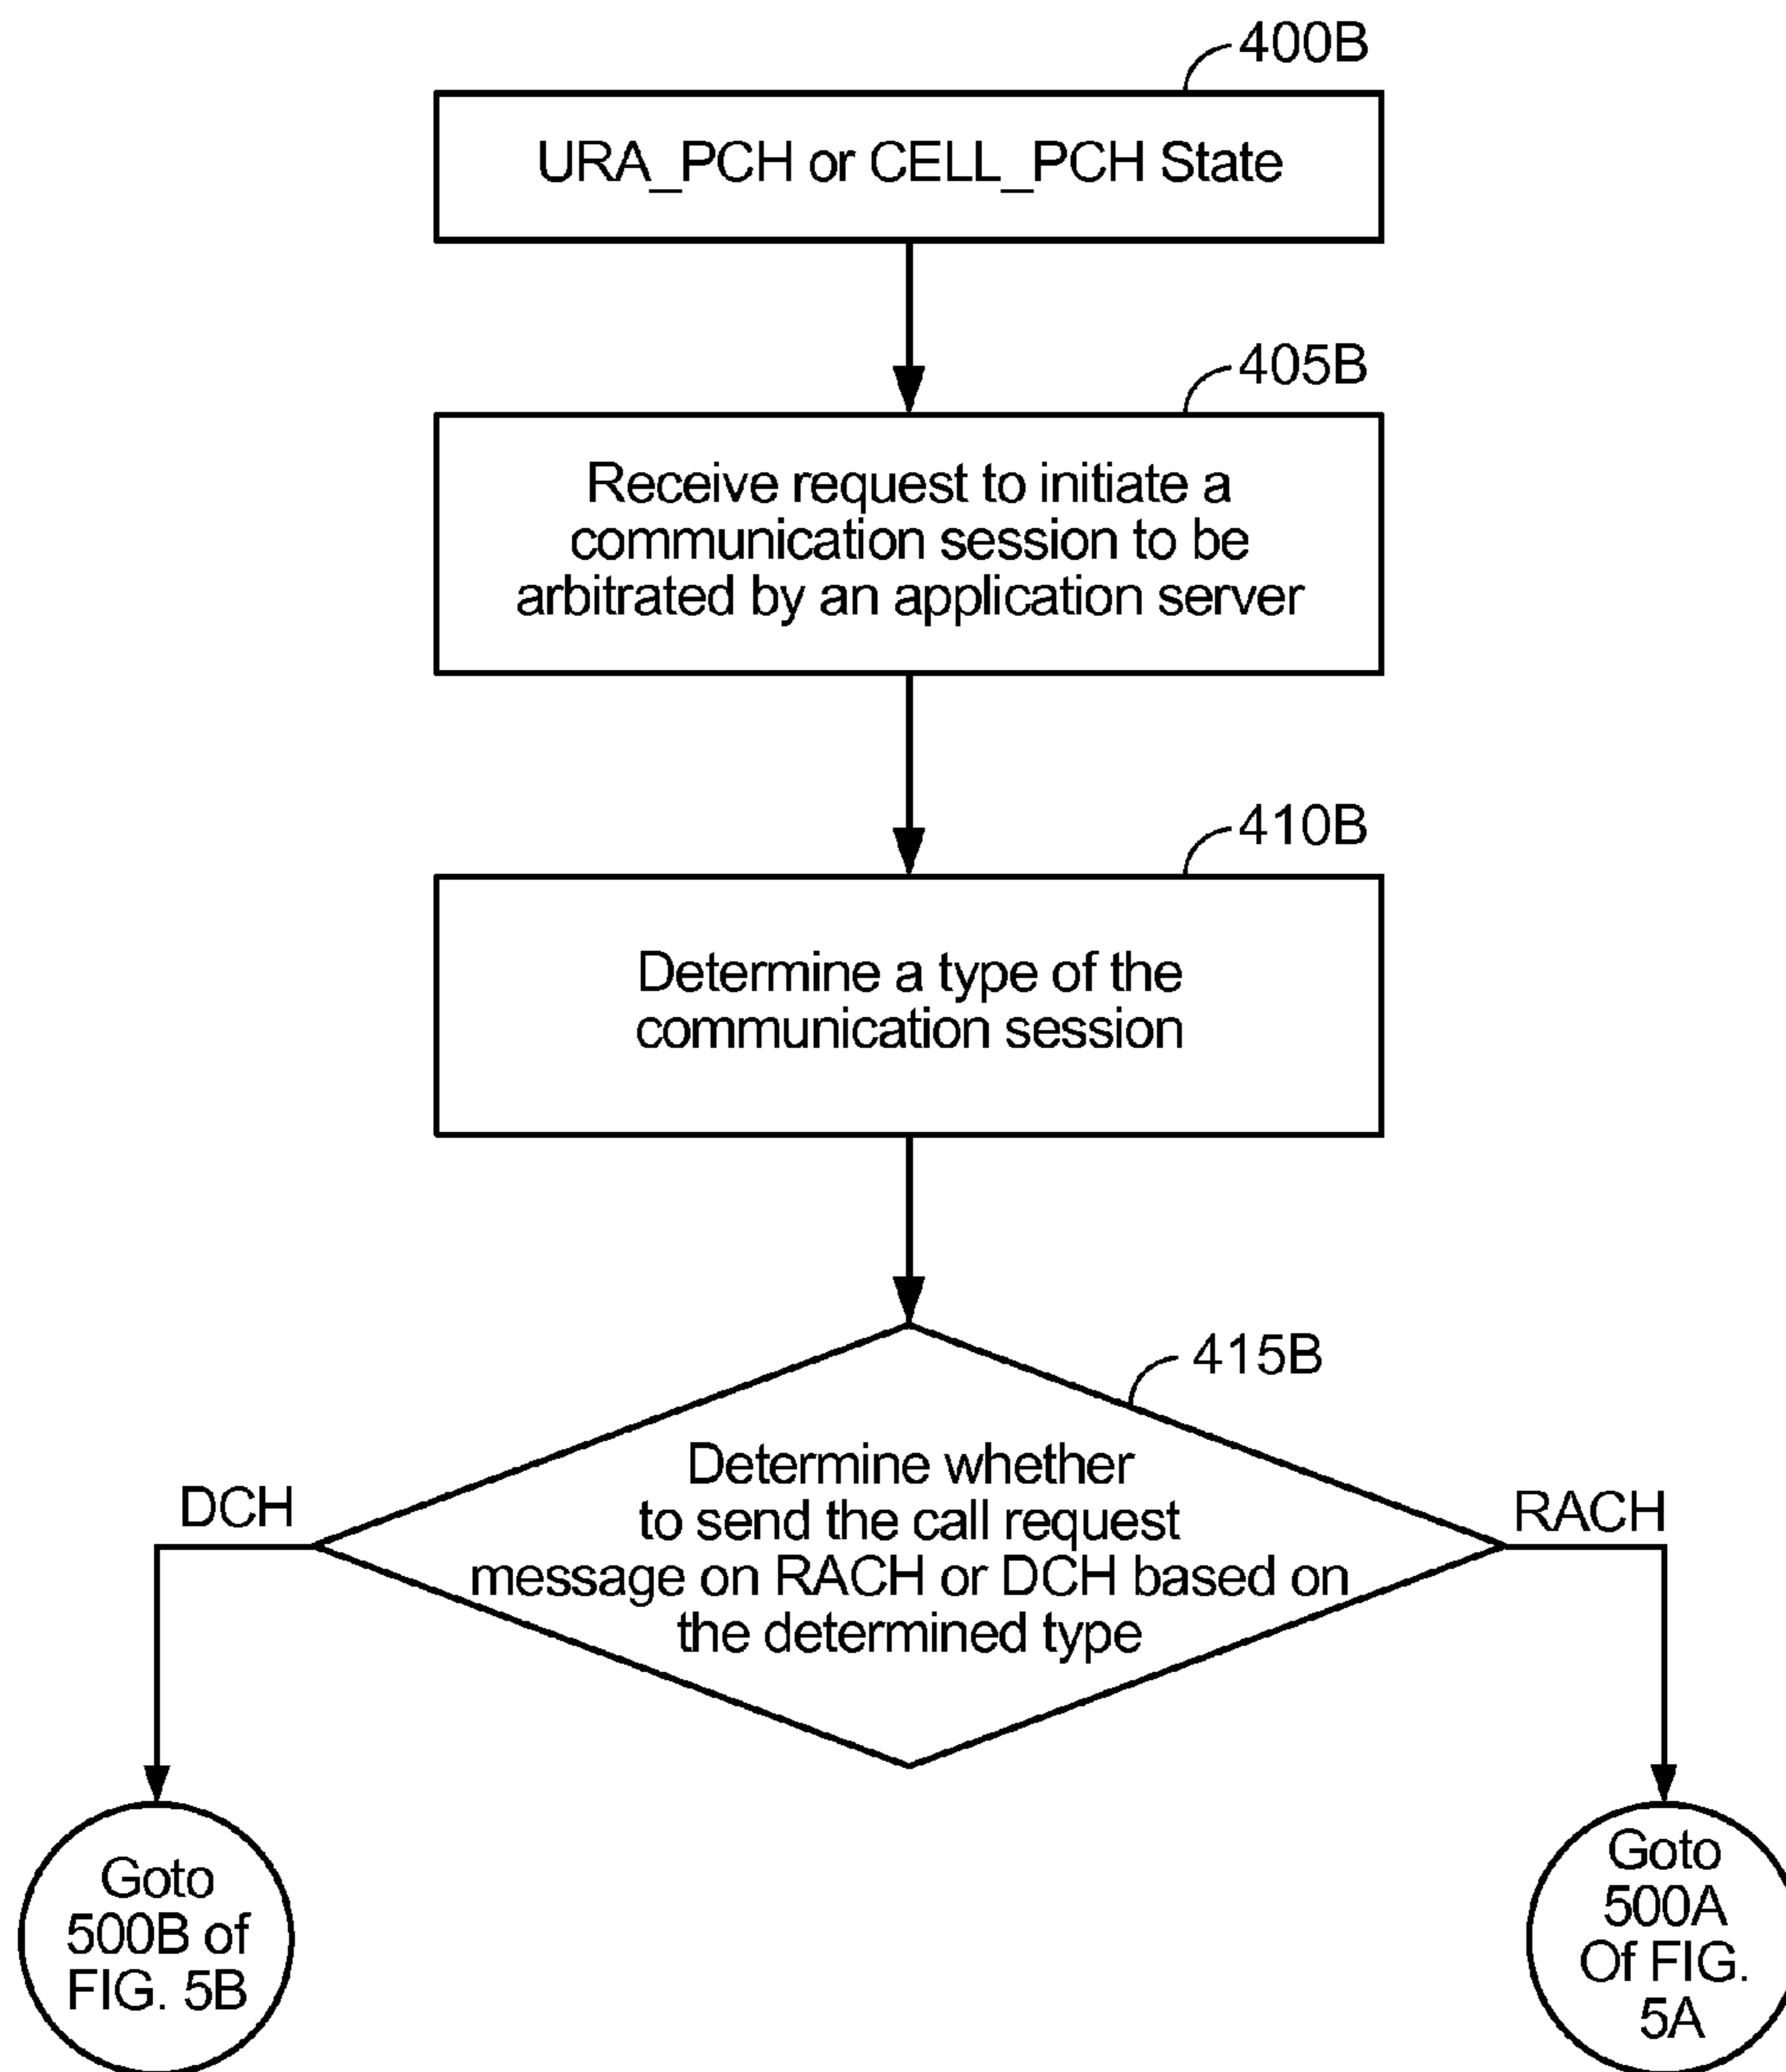 400B
URA_PCH or CELL_PCH State
405B
Receive request to initiate a
communication session to be
arbitrated by an application server
410B
Determine a type of the
communication session
415B
Determine whether
to send the call request
message on RACH or DCH based on
the determined type
DCH
RACH
Goto
500B of
FIG. 5B
Goto
500A
Of FIG.
5A